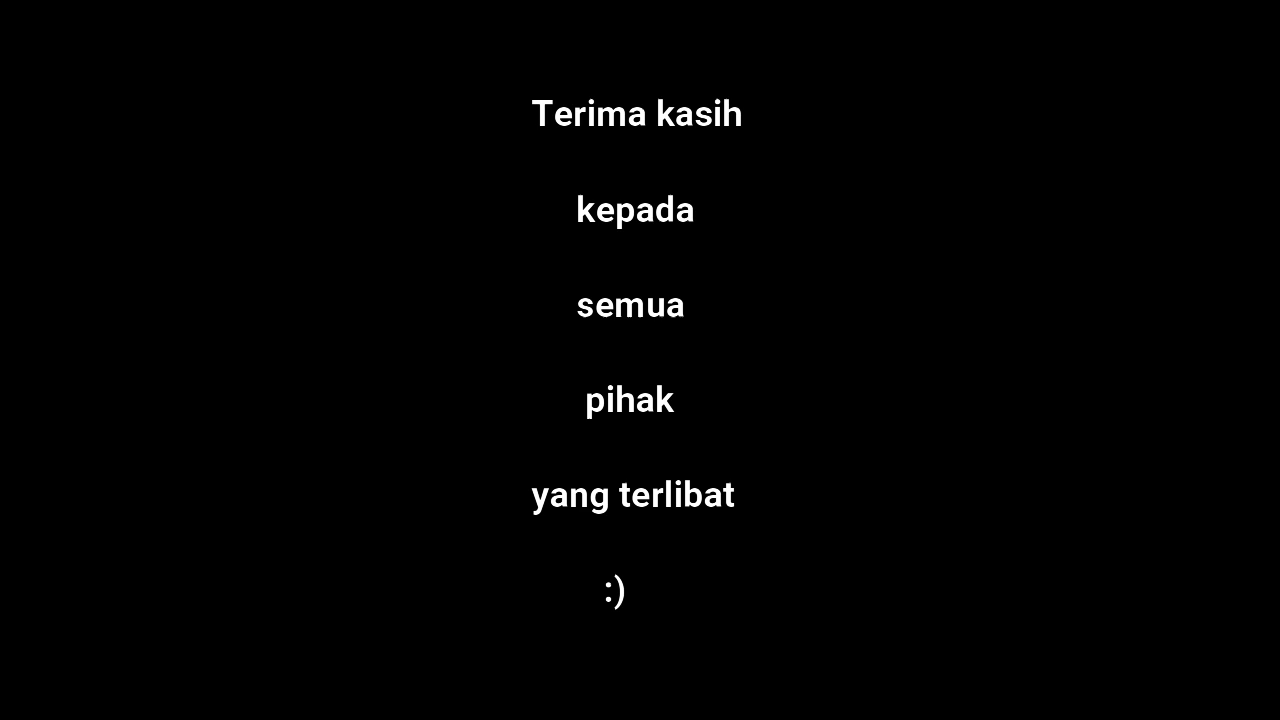 Terima kasih
kepada
semua
pihak
yang terlibat
:)